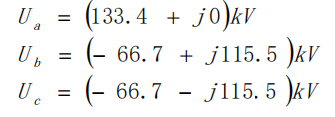 U_a = (133.4 + j0)kV
U_b = (- 66.7 + j115.5)kV
U_c = (- 66.7 - j115.5)kV